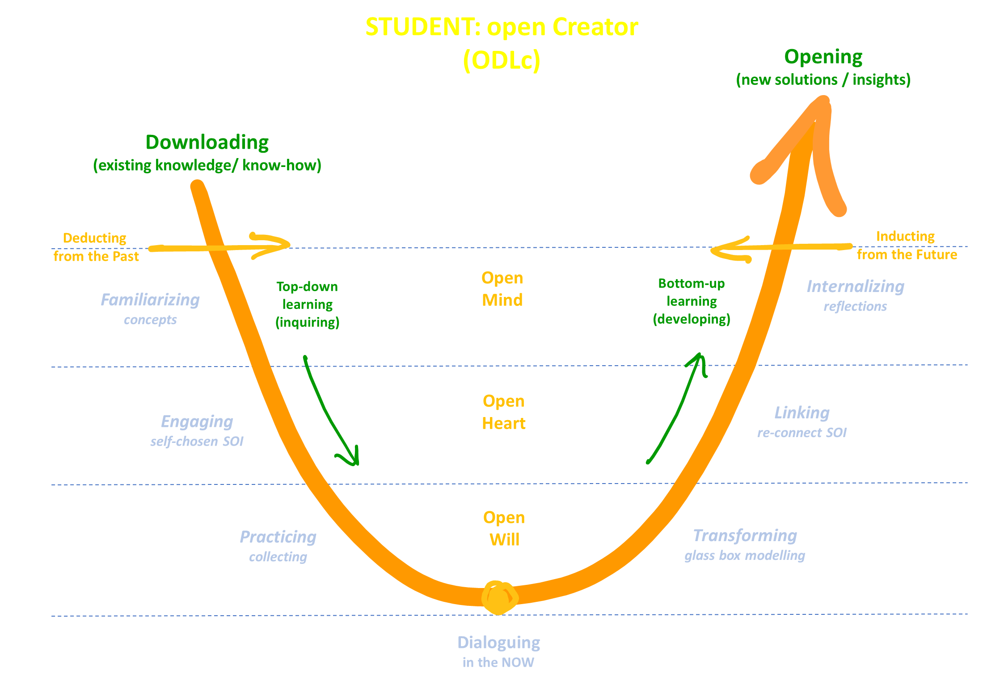 STUDENT: open Creator
(ODLc)
Opening
(new solutions / insights)
Downloading
(existing knowledge/ know-how)
Deducting
from the Past
Inducting
from the Future
Familiarizing
concepts
Top-down
learning
(inquiring)
Open
Mind
Bottom-up
learning
(developing)
Internalizing
reflections
Engaging
self-chosen SOI
Open
Heart
Linking
re-connect SOI
Practicing
collecting
Open
Will
Transforming
glass box modelling
Dialoguing
in the NOW